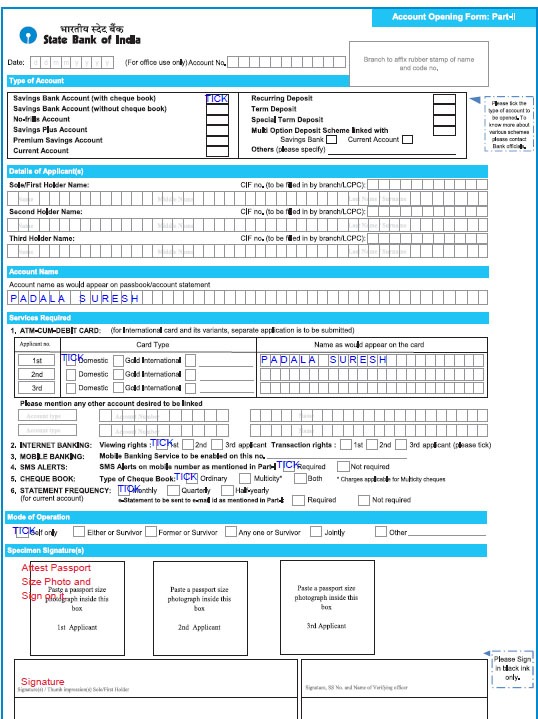 Account Opening Form: Part-II
भारतीय स्टेट बैंक
State Bank of India
Date: d d m m y y y y (For office use only) Account No.
Branch to affix rubber stamp of name
and code no.
Type of Account
Savings Bank Account (with cheque book) TICK
Savings Bank Account (without cheque book)
No-frills Account
Savings Plus Account
Premium Savings Account
Current Account
Recurring Deposit
Term Deposit
Special Term Deposit
Multi Option Deposit Scheme linked with
Savings Bank Current Account
Others (please specify)
Please tick the
type of account to
be opened. To
know more about
various schemes
please contact
Bank officials.
Details of Applicant(s)
Sole/First Holder Name: CIF no. (to be filled in by branch/LCPC):
Name Middle Name Last Name / Surname
Second Holder Name: CIF no. (to be filled in by branch/LCPC):
Name Middle Name Last Name / Surname
Third Holder Name: CIF no. (to be filled in by branch/LCPC):
Name Middle Name Last Name / Surname
Account Name
Account name as would appear on passbook/account statement
PADALA SURESH
Services Required
1. ATM-CUM-DEBIT CARD: (for International card and its variants, separate application is to be submitted)
Applicant no. Card Type Name as would appear on the card
1st TICK Domestic Gold International PADALA SURESH
2nd Domestic Gold International
3rd Domestic Gold International
Please mention any other account desired to be linked
Account type Account Number Name
Account type Account Number Name
2. INTERNET BANKING: Viewing rights : TICK 1st 2nd 3rd applicant Transaction rights : 1st 2nd 3rd applicant (please tick)
3. MOBILE BANKING: Mobile Banking Service to be enabled on this no.
4. SMS ALERTS: SMS Alerts on mobile number as mentioned in Part-I TICK Required Not required
5. CHEQUE BOOK: Type of Cheque Book: TICK Ordinary Multicity* Both * Charges applicable for Multicity cheques
6. STATEMENT FREQUENCY: TICK Monthly Quarterly Half-yearly
(for current account) e-Statement to be sent to e-mail id as mentioned in Part-I: Required Not required
Mode of Operation
TICK Self only Either or Survivor Former or Survivor Any one or Survivor Jointly Other
Specimen Signature(s)
Attest Passport
Size Photo and
Sign on it
Paste a passport size
photograph inside this
box
1st Applicant
Paste a passport size
photograph inside this
box
2nd Applicant
Paste a passport size
photograph inside this
box
3rd Applicant
Please Sign
in black ink
only.
Signature
Signature(s) / Thumb impression(s) Sole/First Holder
Signature, SS No. and Name of Verifying officer